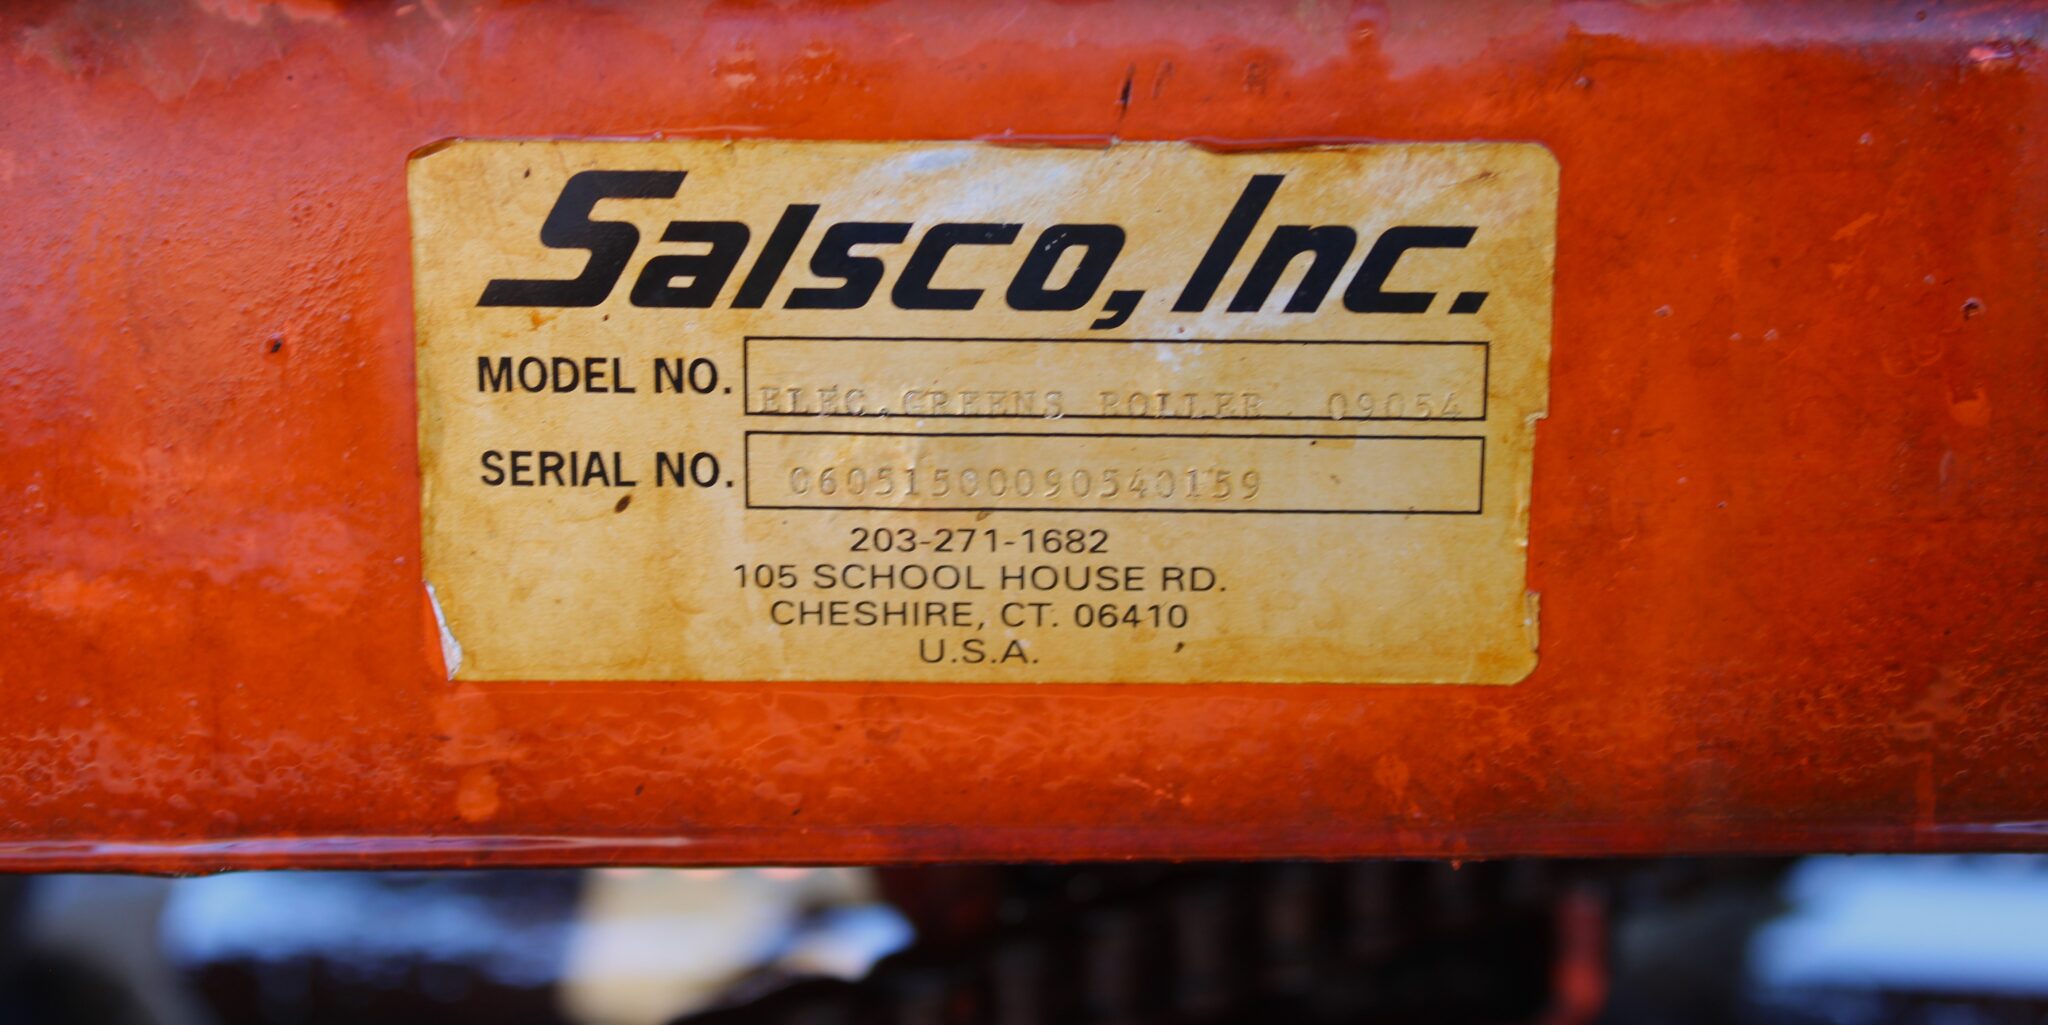 Salsco, Inc.
MODEL NO. ELEC.GREENS ROLLER 09054
SERIAL NO. 06051500090540159
203-271-1682
105 SCHOOL HOUSE RD.
CHESHIRE, CT. 06410
U.S.A.